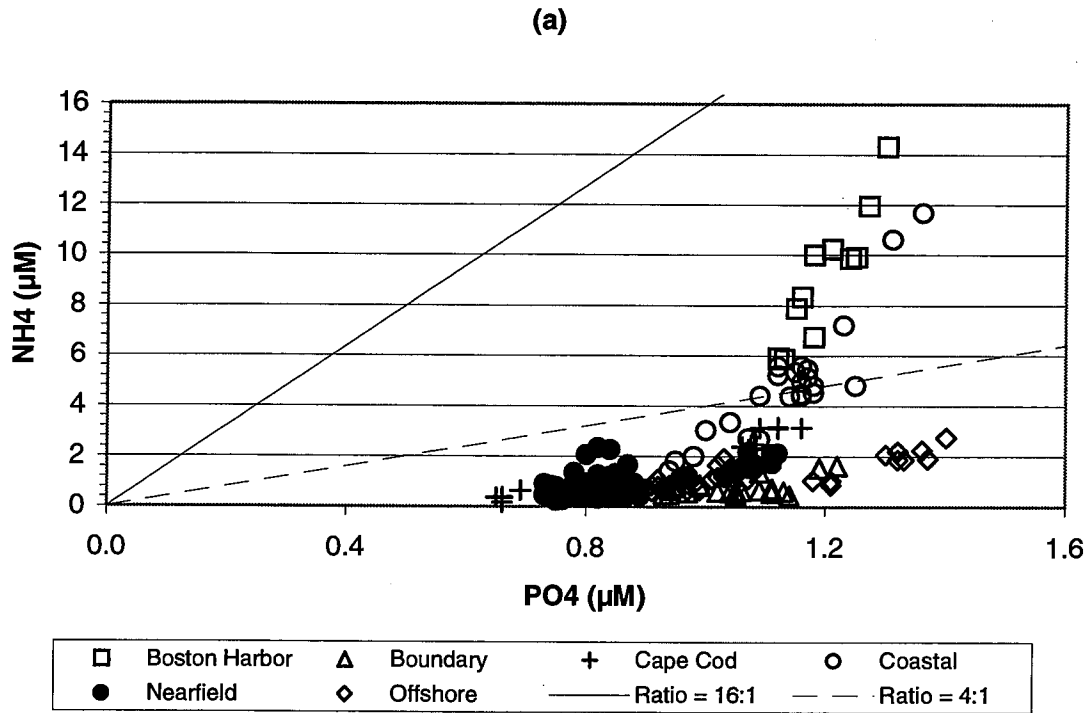 (a)
16
14
12
10
8
6
4
2
0
NH4 (µM)
0.0 0.4 0.8 1.2 1.6
PO4 (µM)
Boston Harbor Boundary Cape Cod Coastal
Nearfield Offshore Ratio = 16:1 Ratio = 4:1